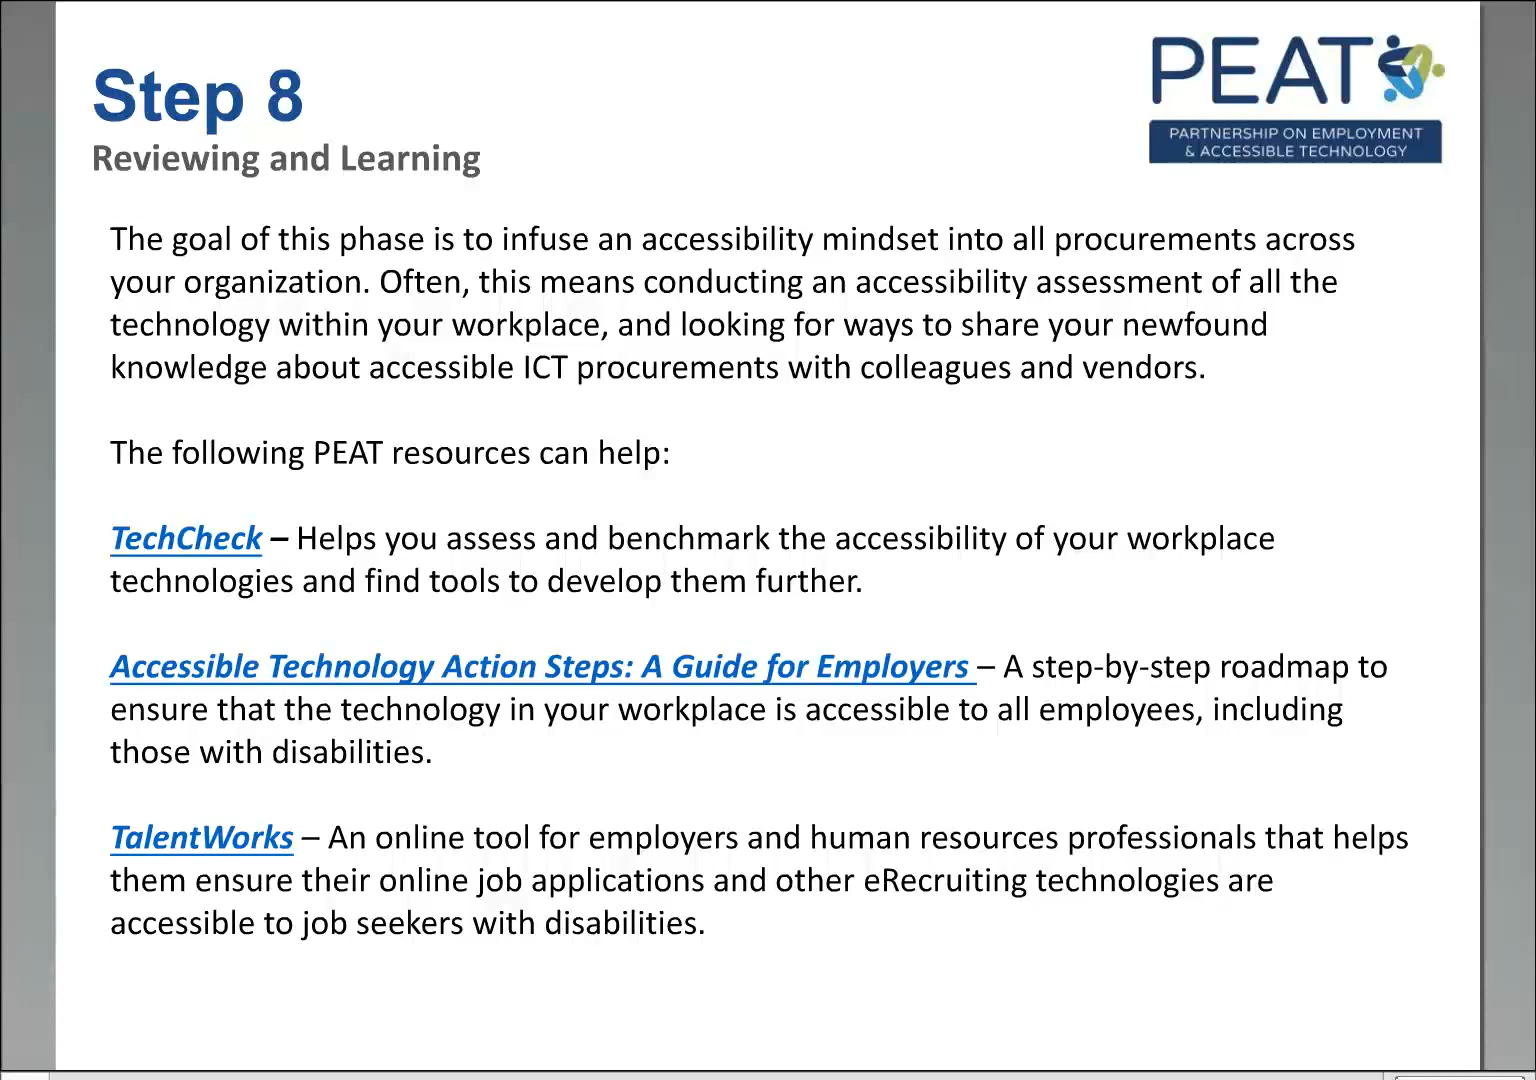 Step 8
Reviewing and Learning
PEAT
PARTNERSHIP ON EMPLOYMENT
& ACCESSIBLE TECHNOLOGY
The goal of this phase is to infuse an accessibility mindset into all procurements across
your organization. Often, this means conducting an accessibility assessment of all the
technology within your workplace, and looking for ways to share your newfound
knowledge about accessible ICT procurements with colleagues and vendors.
The following PEAT resources can help:
TechCheck – Helps you assess and benchmark the accessibility of your workplace
technologies and find tools to develop them further.
Accessible Technology Action Steps: A Guide for Employers – A step-by-step roadmap to
ensure that the technology in your workplace is accessible to all employees, including
those with disabilities.
TalentWorks – An online tool for employers and human resources professionals that helps
them ensure their online job applications and other eRecruiting technologies are
accessible to job seekers with disabilities.